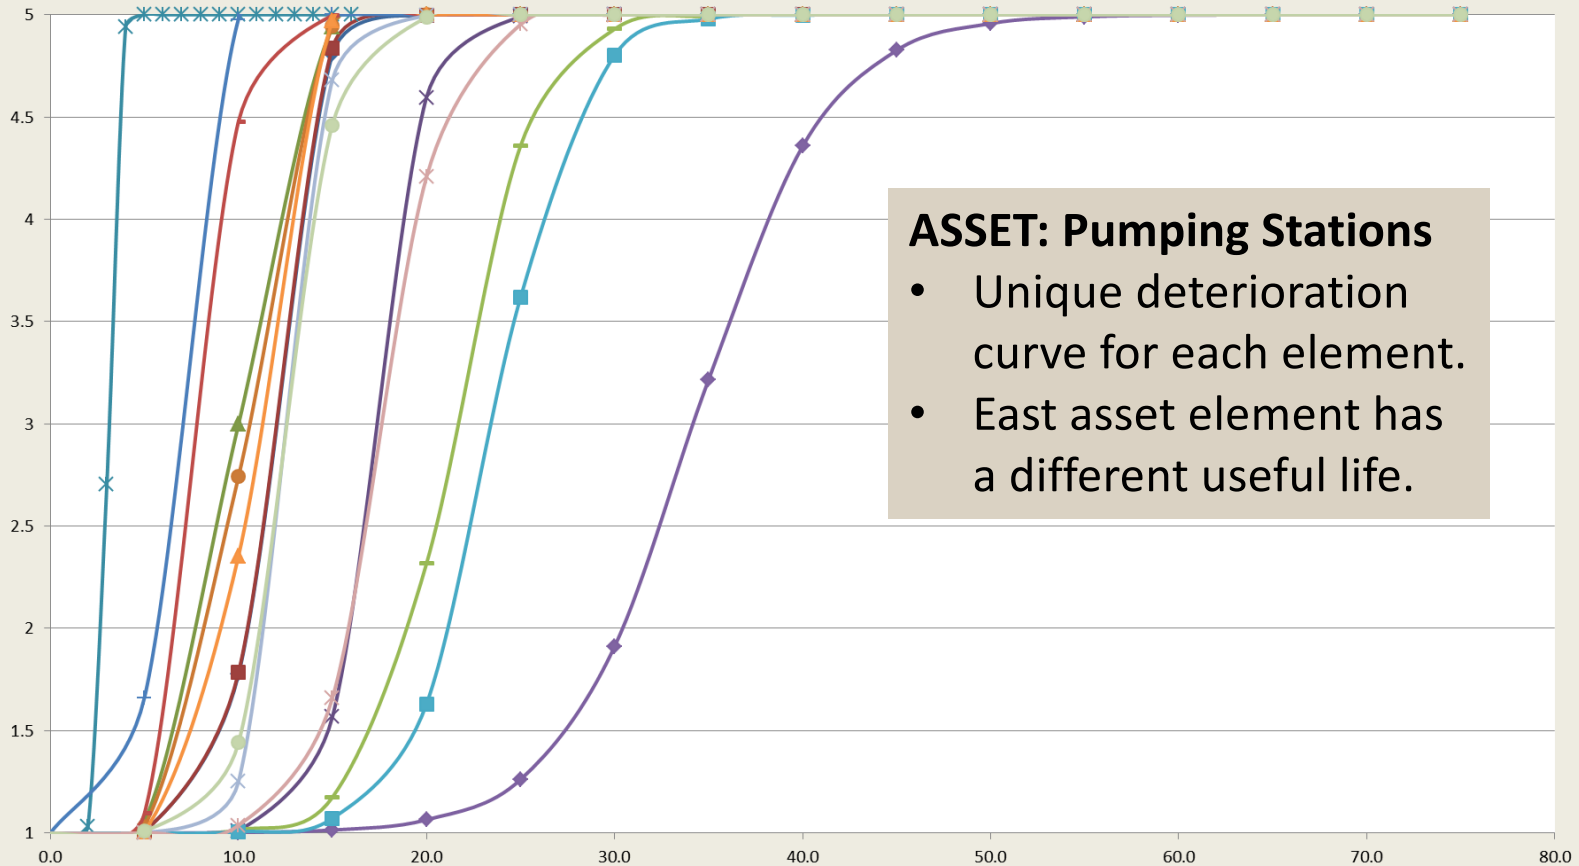 5
4.5
4
3.5
3
2.5
2
1.5
1
0.0 10.0 20.0 30.0 40.0 50.0 60.0 70.0 80.0
ASSET: Pumping Stations
• Unique deterioration
curve for each element.
• East asset element has
a different useful life.